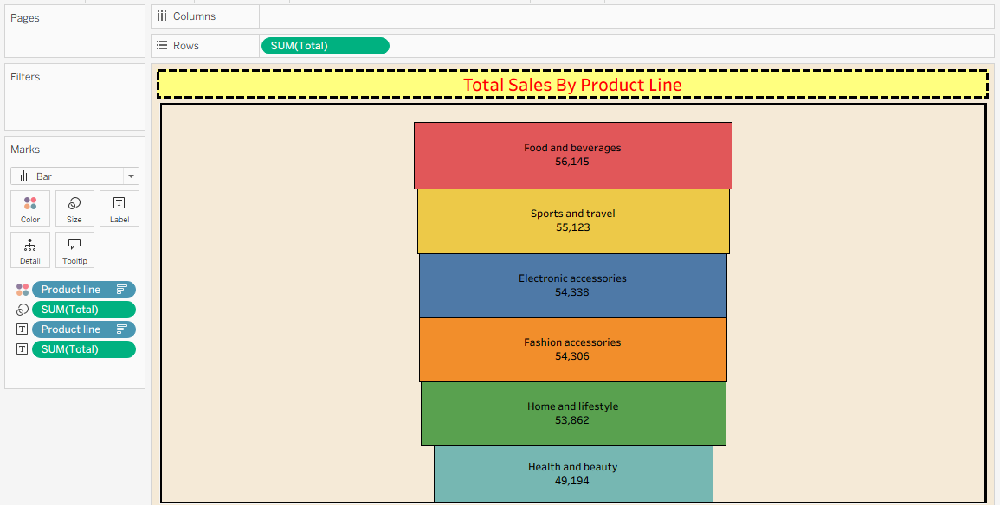 Pages
Columns
Rows
SUM(Total)
Filters
Marks
Bar
Color
Size
Label
Detail
Tooltip
Product line
SUM(Total)
Product line
SUM(Total)
Total Sales By Product Line
Food and beverages
56,145
Sports and travel
55,123
Electronic accessories
54,338
Fashion accessories
54,306
Home and lifestyle
53,862
Health and beauty
49,194